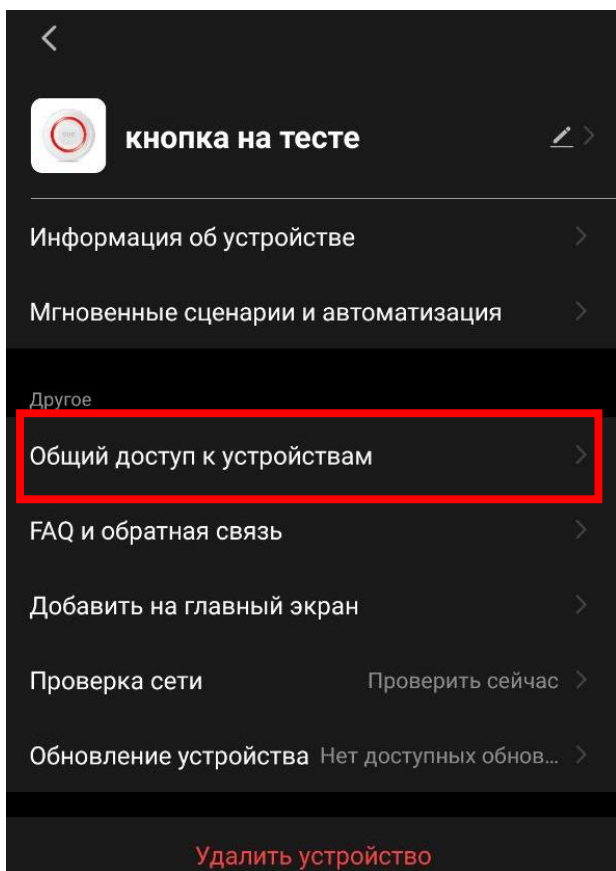 кнопка на тесте
Информация об устройстве
Мгновенные сценарии и автоматизация
Другое
Общий доступ к устройствам
FAQ и обратная связь
Добавить на главный экран
Проверка сети Проверить сейчас
Обновление устройства Нет доступных обнов...
Удалить устройство